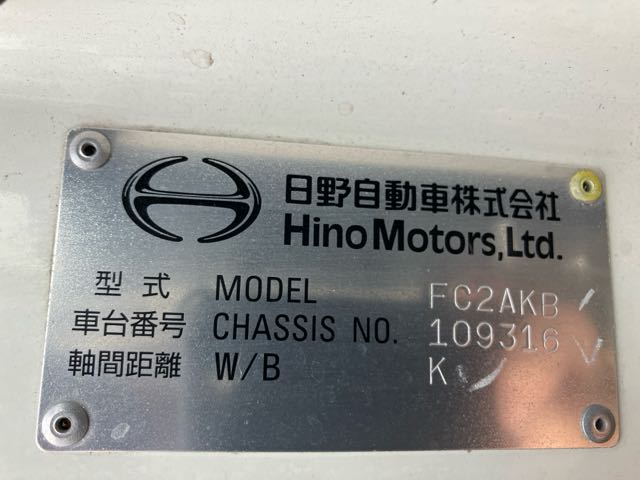 日野自動車株式会社
Hino Motors, Ltd.
型式 MODEL FC2AKB
車台番号 CHASSIS NO. 109316
軸間距離 W/B K